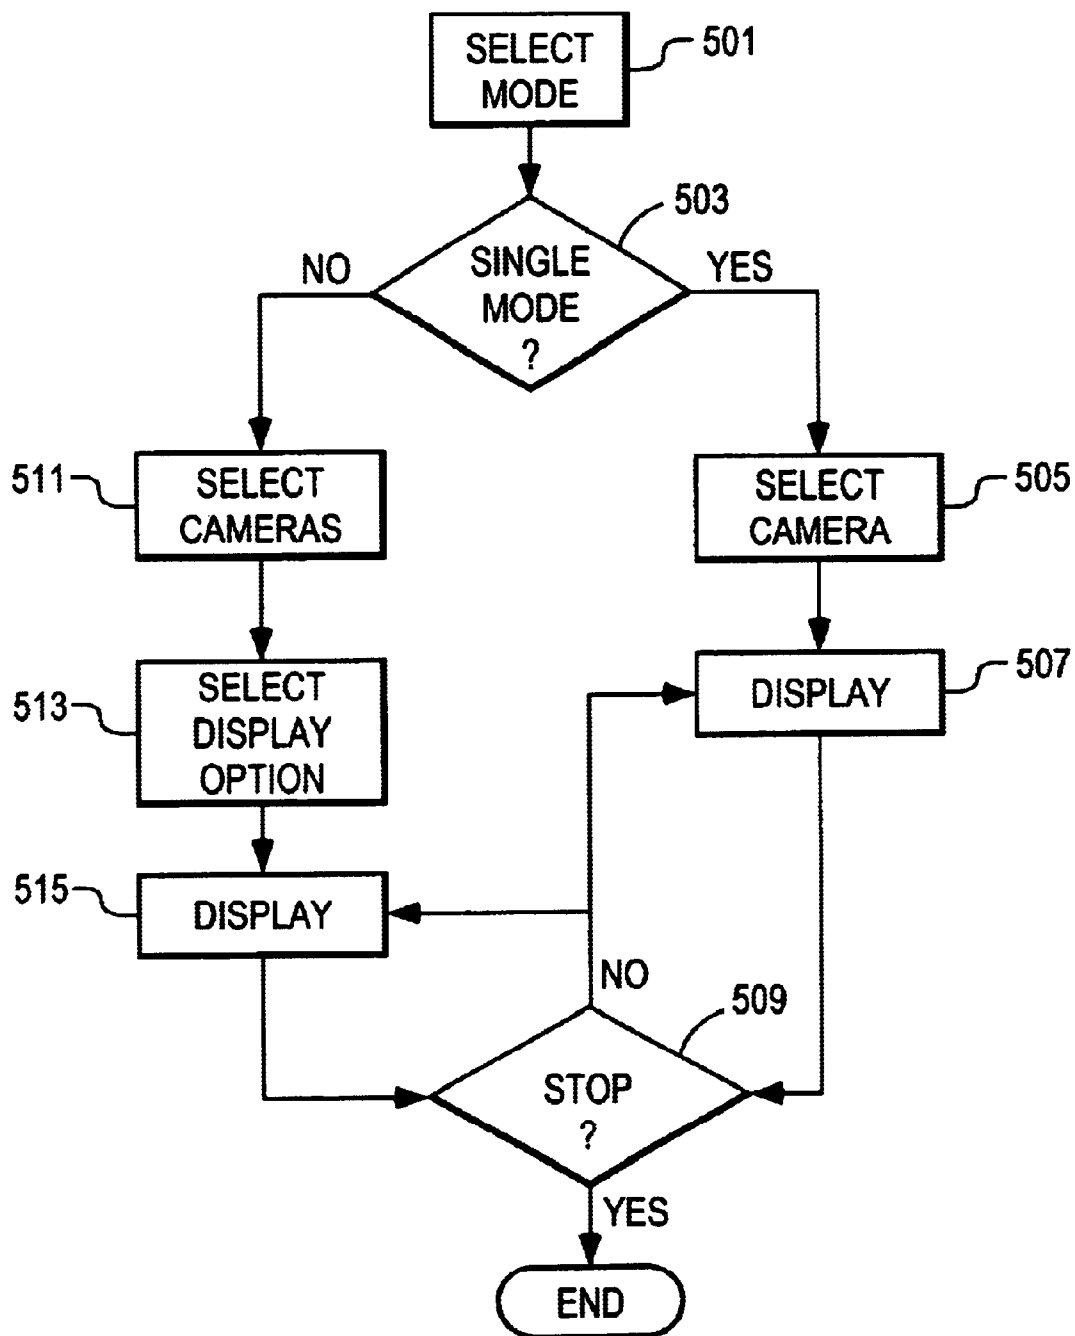 SELECT
MODE
501
503
NO
SINGLE
MODE
?
YES
511
SELECT
CAMERAS
SELECT
CAMERA
505
513
SELECT
DISPLAY
OPTION
DISPLAY
507
515
DISPLAY
NO
509
STOP
?
YES
END